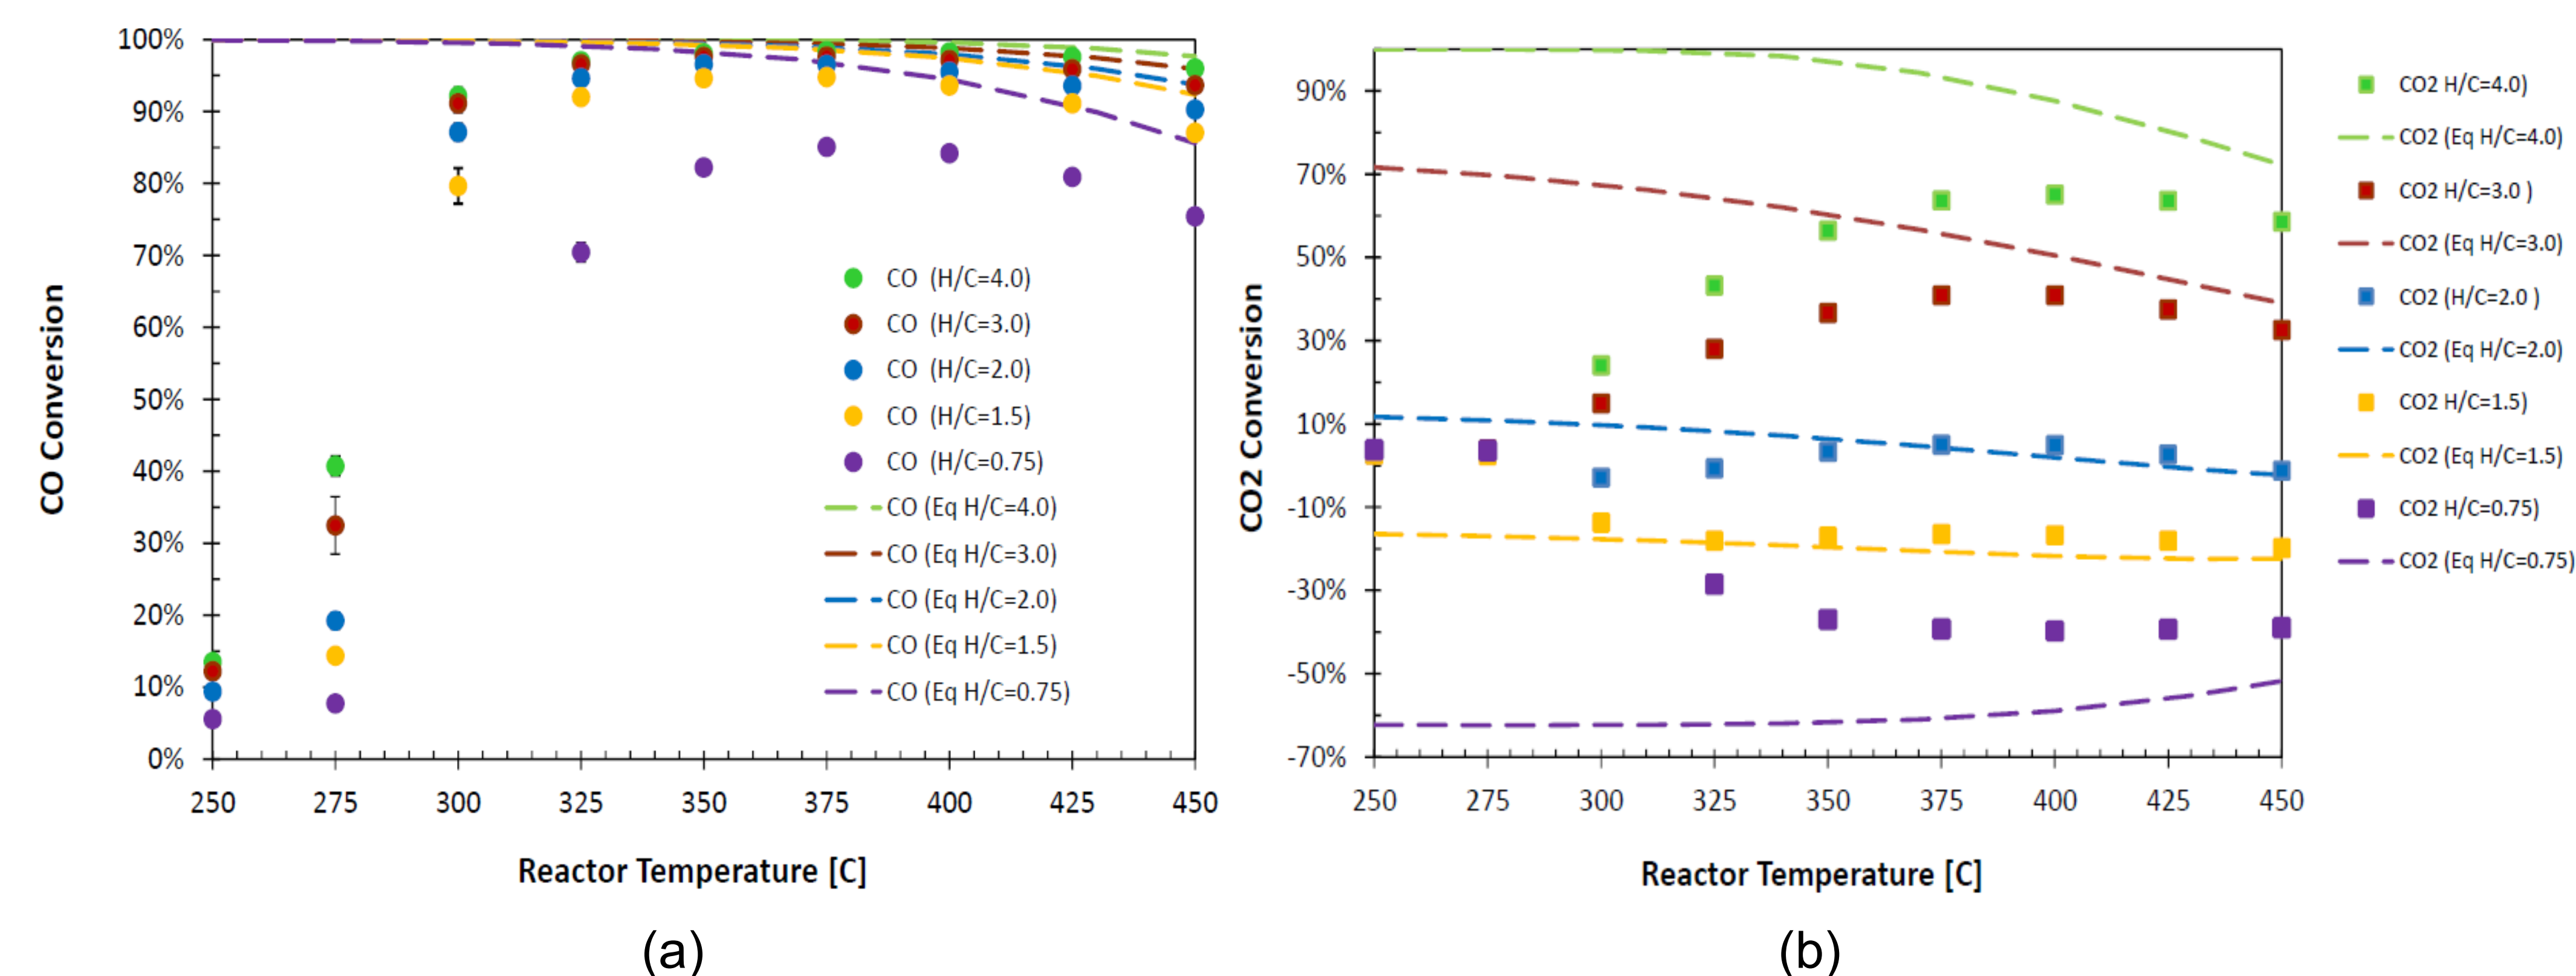 100%
90%
80%
70%
60%
50%
40%
30%
20%
10%
0%
CO Conversion
250 275 300 325 350 375 400 425 450
Reactor Temperature [C]
CO (H/C=4.0)
CO (H/C=3.0)
CO (H/C=2.0)
CO (H/C=1.5)
CO (H/C=0.75)
CO (Eq H/C=4.0)
CO (Eq H/C=3.0)
CO (Eq H/C=2.0)
CO (Eq H/C=1.5)
CO (Eq H/C=0.75)
(a)
90%
70%
50%
30%
10%
-10%
-30%
-50%
-70%
CO2 Conversion
250 275 300 325 350 375 400 425 450
Reactor Temperature [C]
CO2 H/C=4.0)
CO2 (Eq H/C=4.0)
CO2 H/C=3.0 )
CO2 (Eq H/C=3.0)
CO2 (H/C=2.0 )
CO2 (Eq H/C=2.0)
CO2 H/C=1.5)
CO2 (Eq H/C=1.5)
CO2 H/C=0.75)
CO2 (Eq H/C=0.75)
(b)